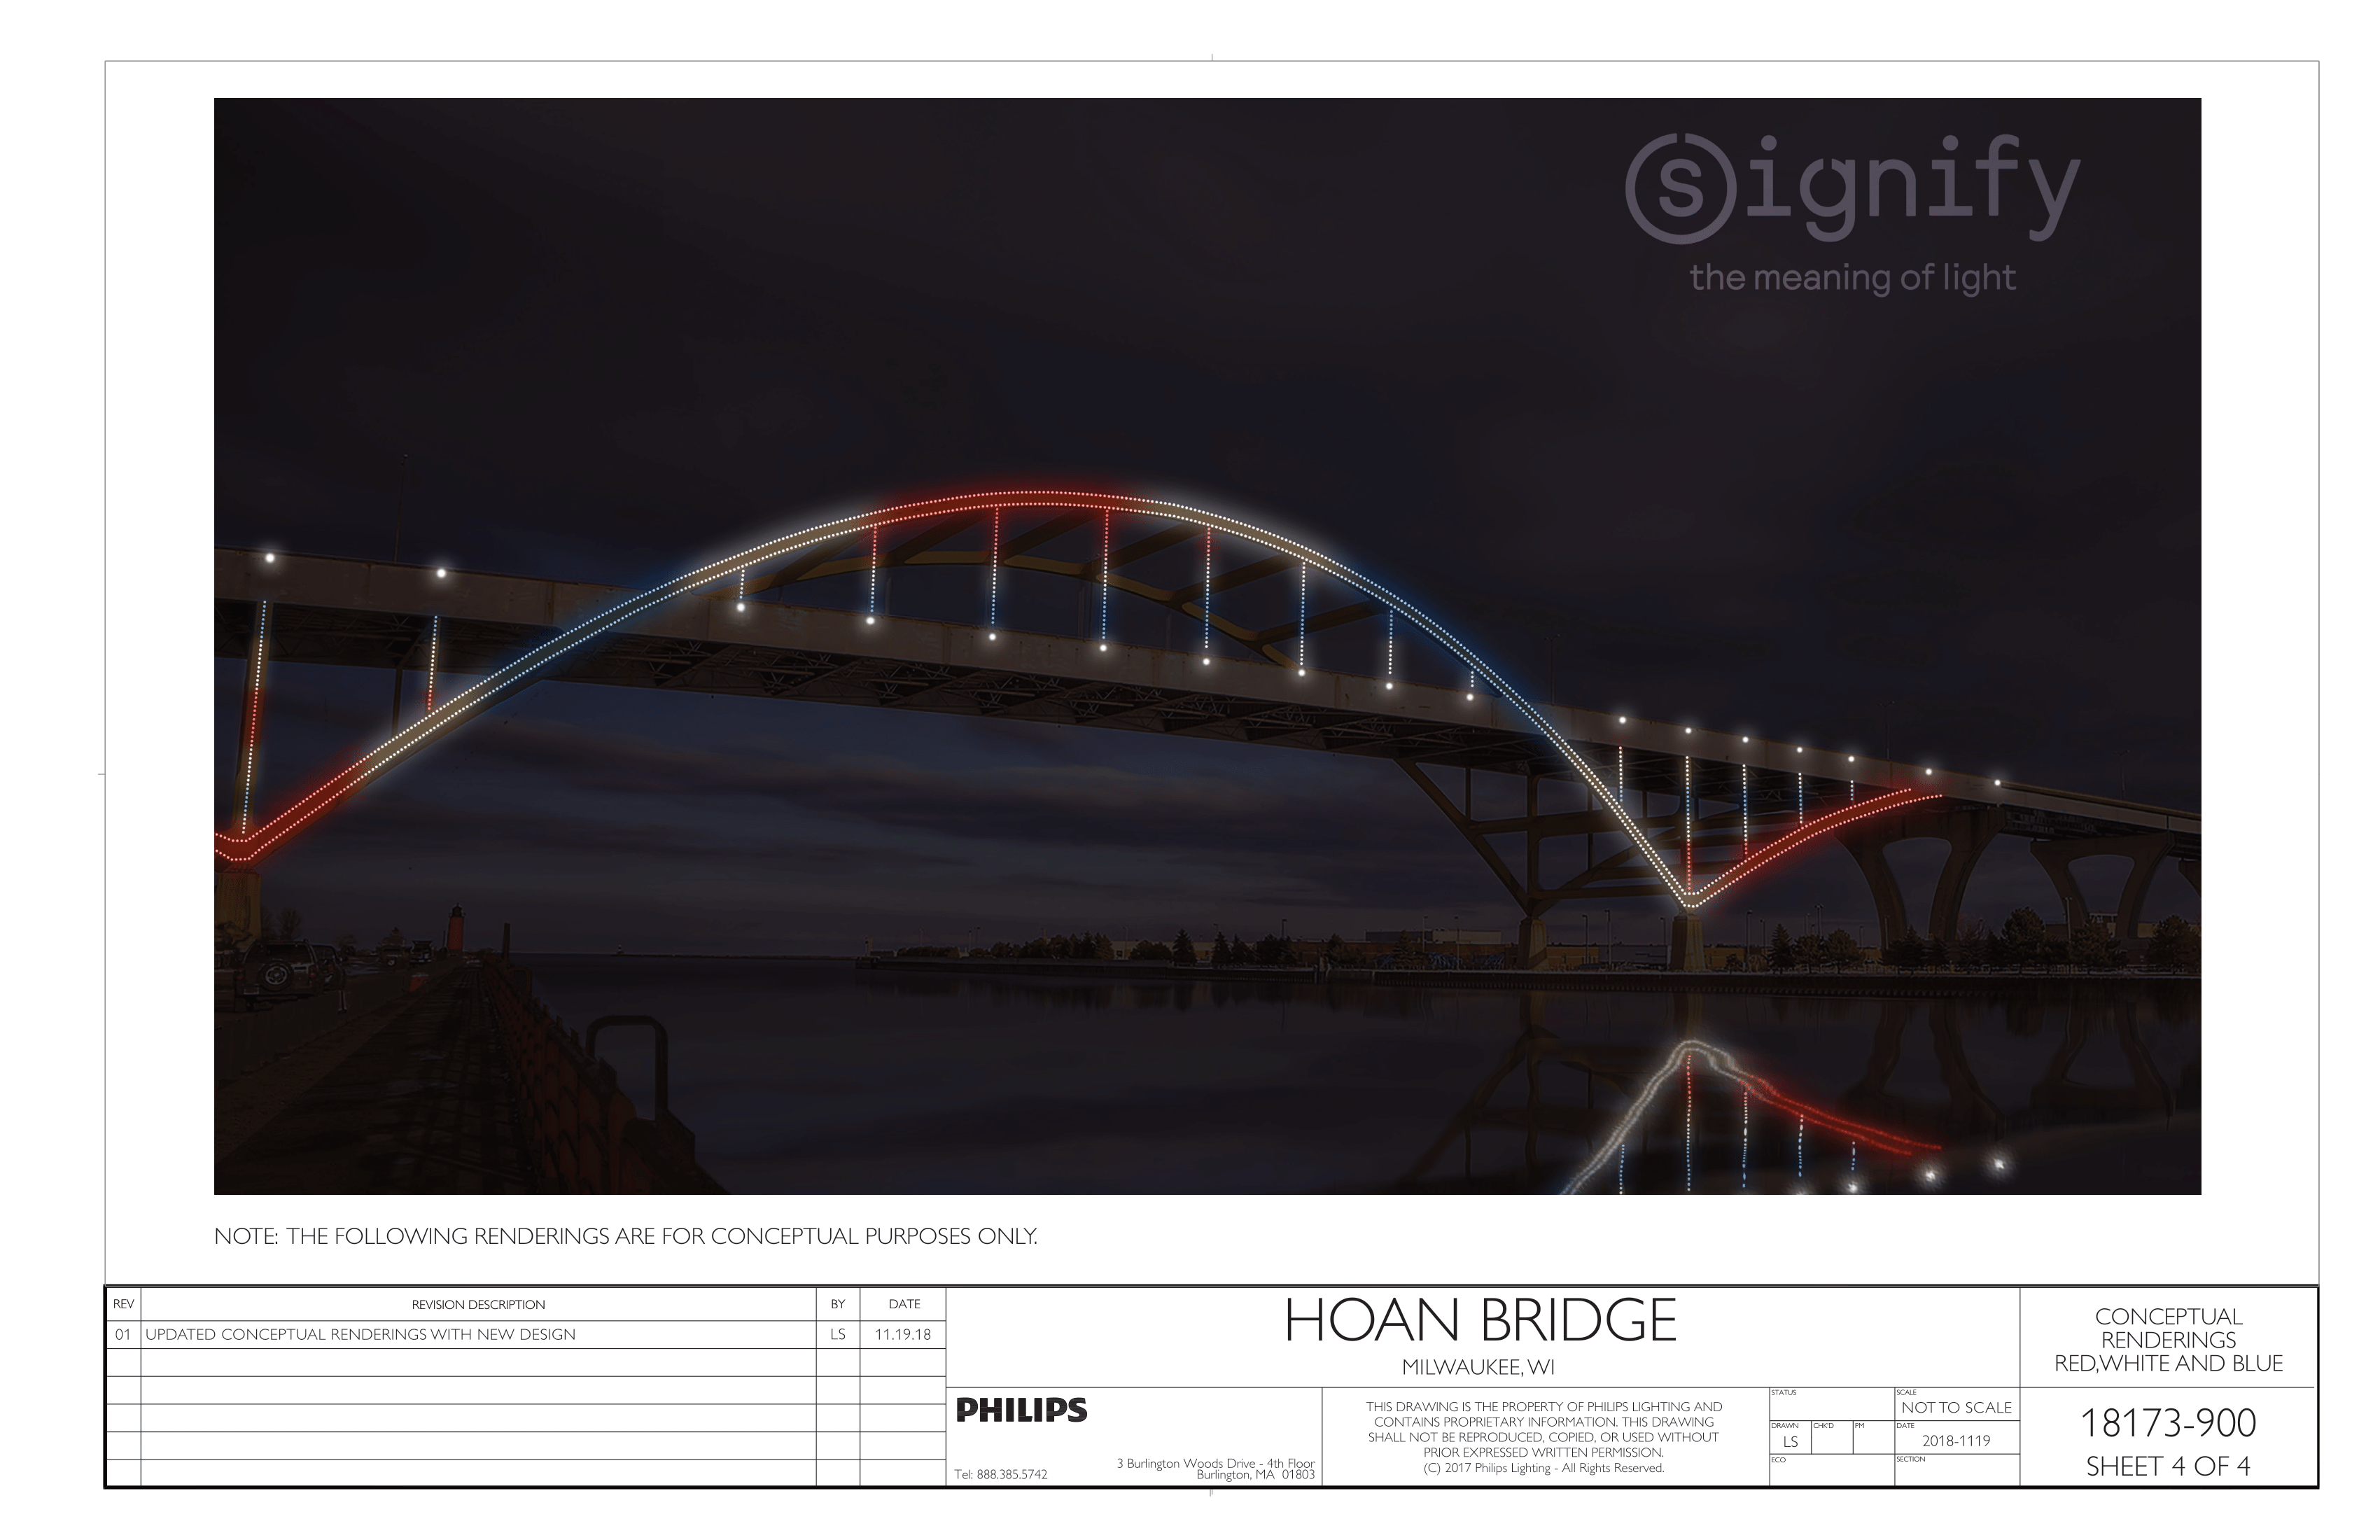 signify
the meaning of light
NOTE: THE FOLLOWING RENDERINGS ARE FOR CONCEPTUAL PURPOSES ONLY.
REV
REVISION DESCRIPTION
BY
DATE
01
UPDATED CONCEPTUAL RENDERINGS WITH NEW DESIGN
LS
11.19.18
HOAN BRIDGE
MILWAUKEE, WI
PHILIPS
Tel: 888.385.5742
3 Burlington Woods Drive - 4th Floor
Burlington, MA 01803
THIS DRAWING IS THE PROPERTY OF PHILIPS LIGHTING AND
CONTAINS PROPRIETARY INFORMATION. THIS DRAWING
SHALL NOT BE REPRODUCED, COPIED, OR USED WITHOUT
PRIOR EXPRESSED WRITTEN PERMISSION.
(C) 2017 Philips Lighting - All Rights Reserved.
STATUS
SCALE
NOT TO SCALE
DRAWN
LS
CHK'D
PM
DATE
2018-1119
ECO
SECTION
CONCEPTUAL
RENDERINGS
RED,WHITE AND BLUE
18173-900
SHEET 4 OF 4